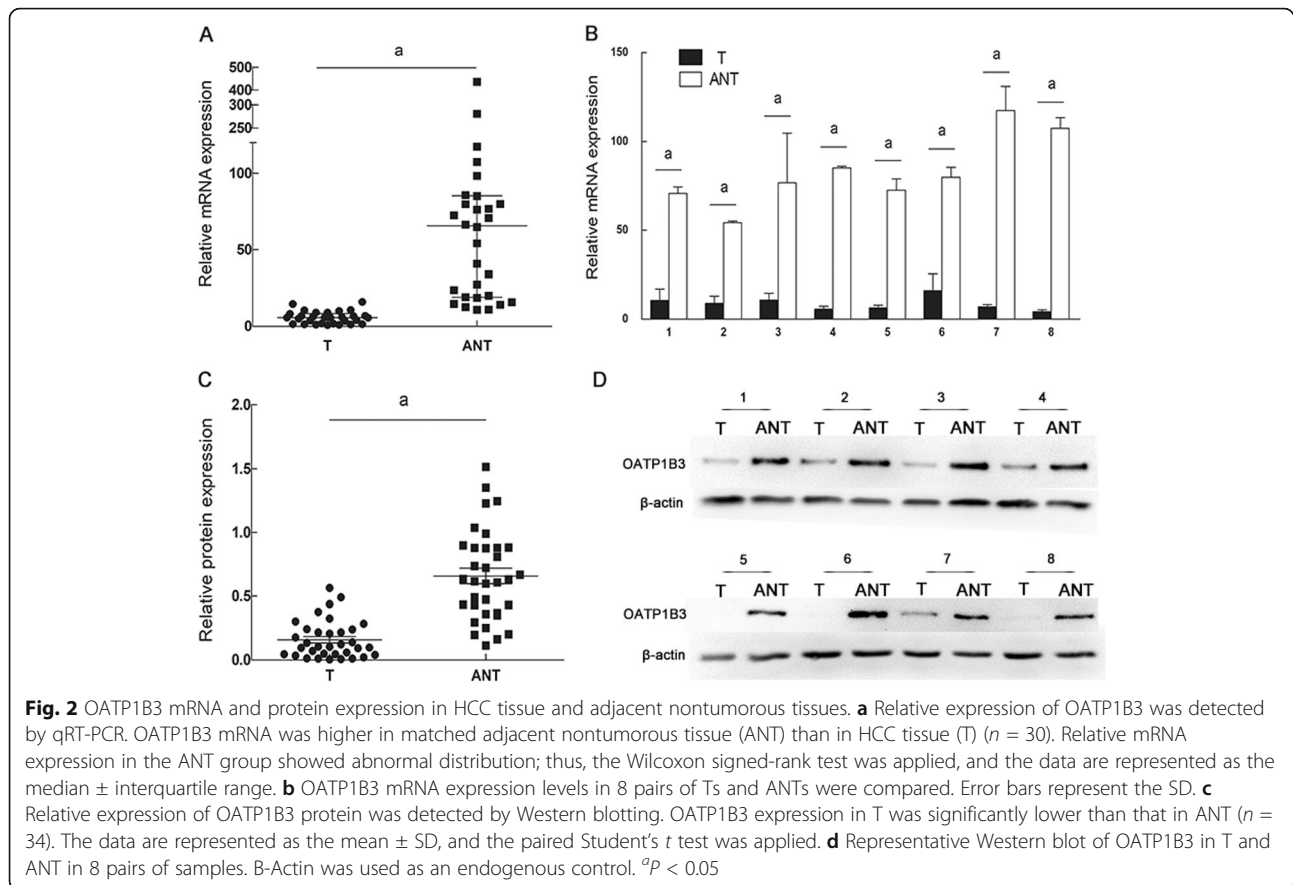 A
a
500
400
300
250
100
50
0
Relative mRNA expression
T
ANT
B
T
ANT
150
100
50
0
Relative mRNA expression
a
a
a
a
a
a
a
a
1
2
3
4
5
6
7
8
C
a
2.0
1.5
1.0
0.5
0.0
Relative protein expression
T
ANT
D
1 2 3 4
T ANT T ANT T ANT T ANT
OATP1B3
β-actin
5 6 7 8
T ANT T ANT T ANT T ANT
OATP1B3
β-actin
Fig. 2 OATP1B3 mRNA and protein expression in HCC tissue and adjacent nontumorous tissues. a Relative expression of OATP1B3 was detected
by qRT-PCR. OATP1B3 mRNA was higher in matched adjacent nontumorous tissue (ANT) than in HCC tissue (T) (n = 30). Relative mRNA
expression in the ANT group showed abnormal distribution; thus, the Wilcoxon signed-rank test was applied, and the data are represented as the
median ± interquartile range. b OATP1B3 mRNA expression levels in 8 pairs of Ts and ANTs were compared. Error bars represent the SD. c
Relative expression of OATP1B3 protein was detected by Western blotting. OATP1B3 expression in T was significantly lower than that in ANT (n =
34). The data are represented as the mean ± SD, and the paired Student's t test was applied. d Representative Western blot of OATP1B3 in T and
ANT in 8 pairs of samples. B-Actin was used as an endogenous control. aP < 0.05